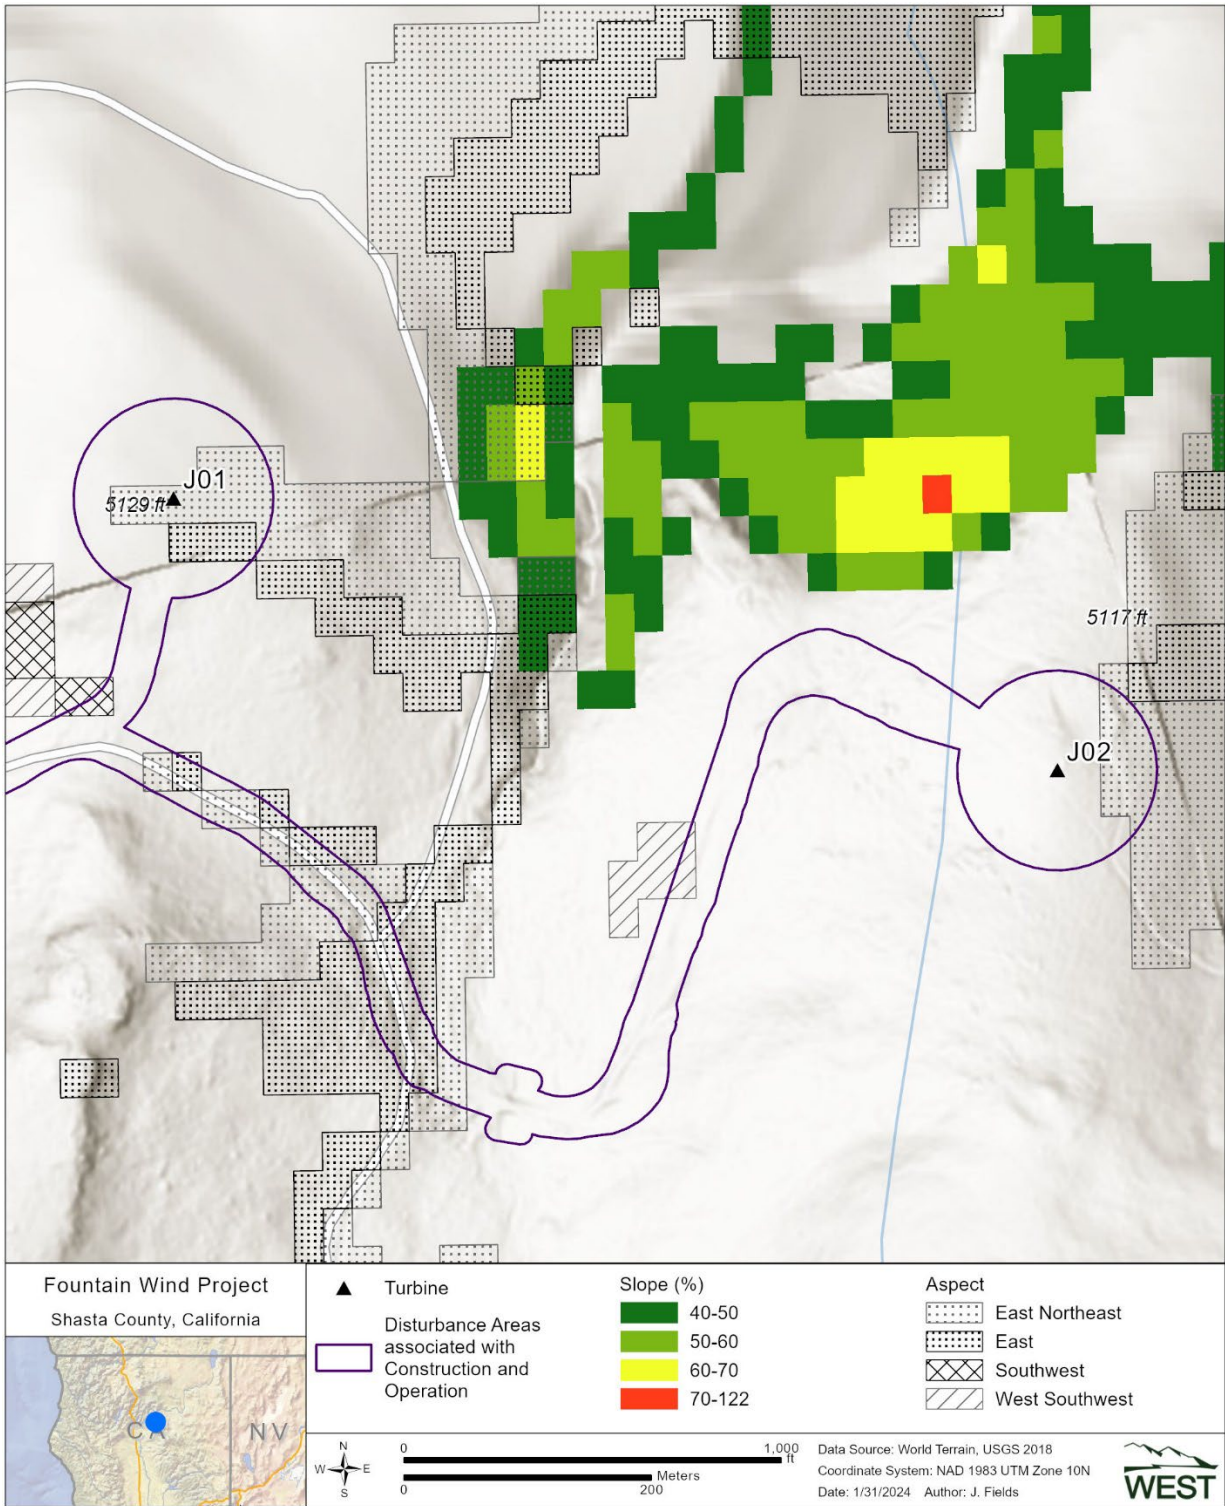 J01
5129 ft
5117 ft
J02
Fountain Wind Project
Shasta County, California
CA
NV
Turbine
Disturbance Areas
associated with
Construction and
Operation
Slope (%)
40-50
50-60
60-70
70-122
Aspect
East Northeast
East
Southwest
West Southwest
N
W E
S
0 1,000
ft
Meters
0 200
Data Source: World Terrain, USGS 2018
Coordinate System: NAD 1983 UTM Zone 10N
Date: 1/31/2024 Author: J. Fields
WEST